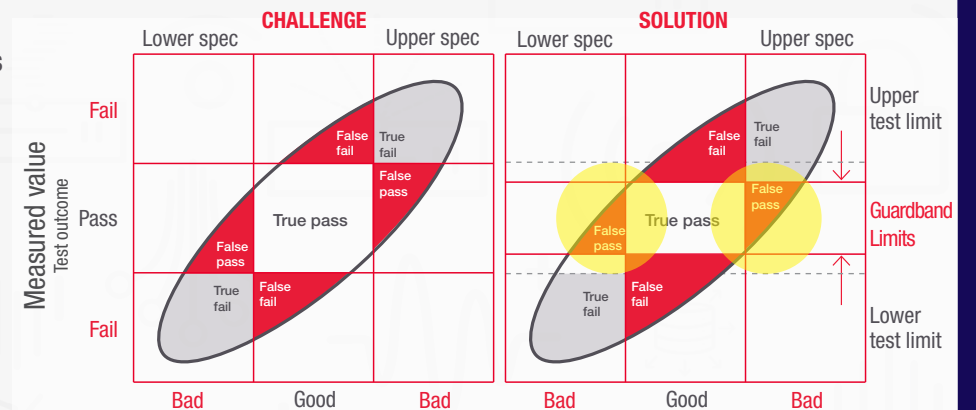 CHALLENGE
Lower spec
Upper spec
Fail
Pass
Fail
Measured value
Test outcome
False
fail
True
fail
False
pass
True pass
False
pass
True
fail
False
fail
Bad
Good
Bad
SOLUTION
Lower spec
Upper spec
False
fail
True
fail
False
pass
True pass
False
pass
True
fail
False
fail
Bad
Good
Bad
Upper
test limit
Guardband
Limits
Lower
test limit